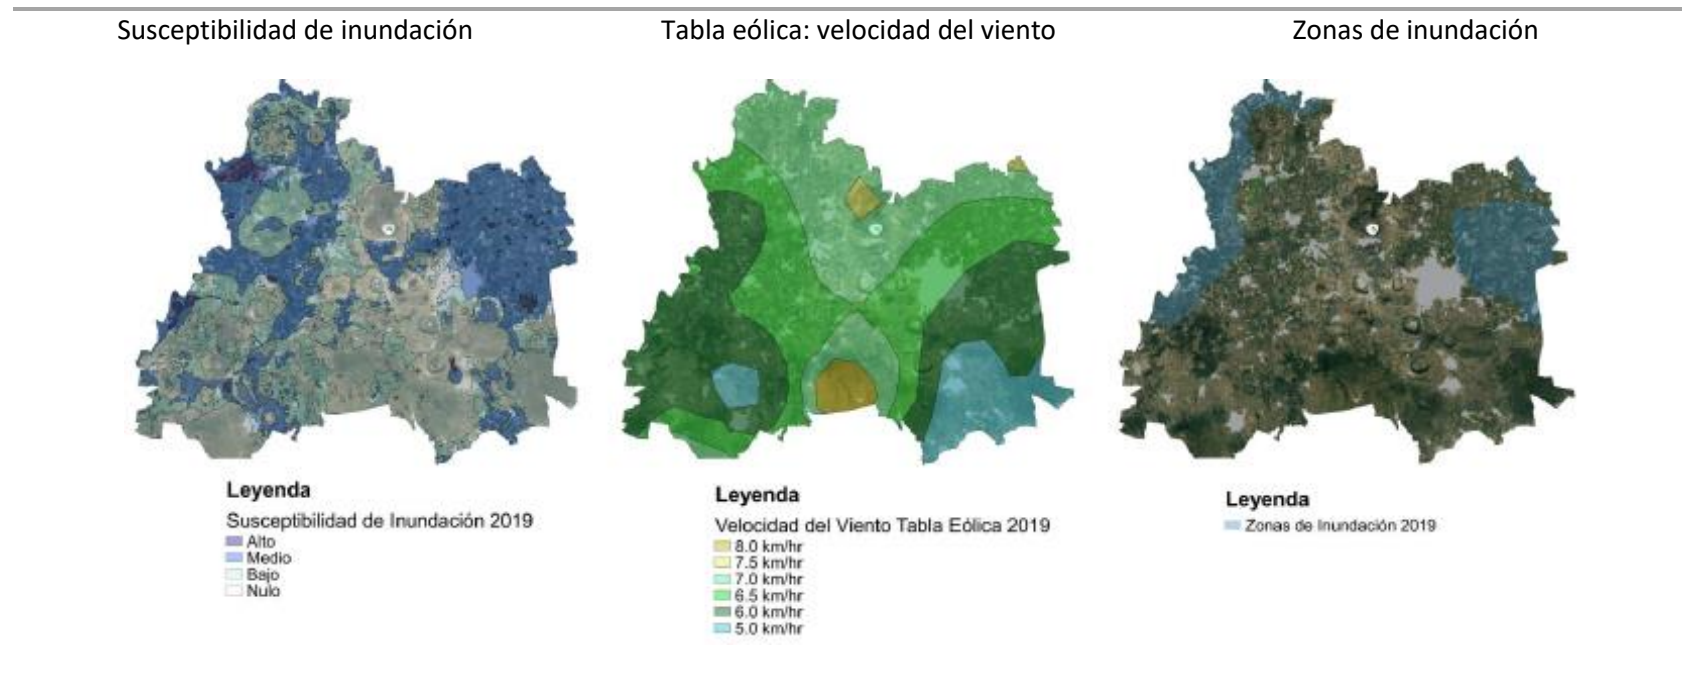 Susceptibilidad de inundación
Tabla eólica: velocidad del viento
Zonas de inundación
Leyenda
Susceptibilidad de Inundación 2019
Alto
Medio
Bajo
Nulo
Leyenda
Velocidad del Viento Tabla Eólica 2019
8.0 km/hr
7.5 km/hr
7.0 km/hr
6.5 km/hr
6.0 km/hr
5.0 km/hr
Leyenda
Zonas de Inundación 2019